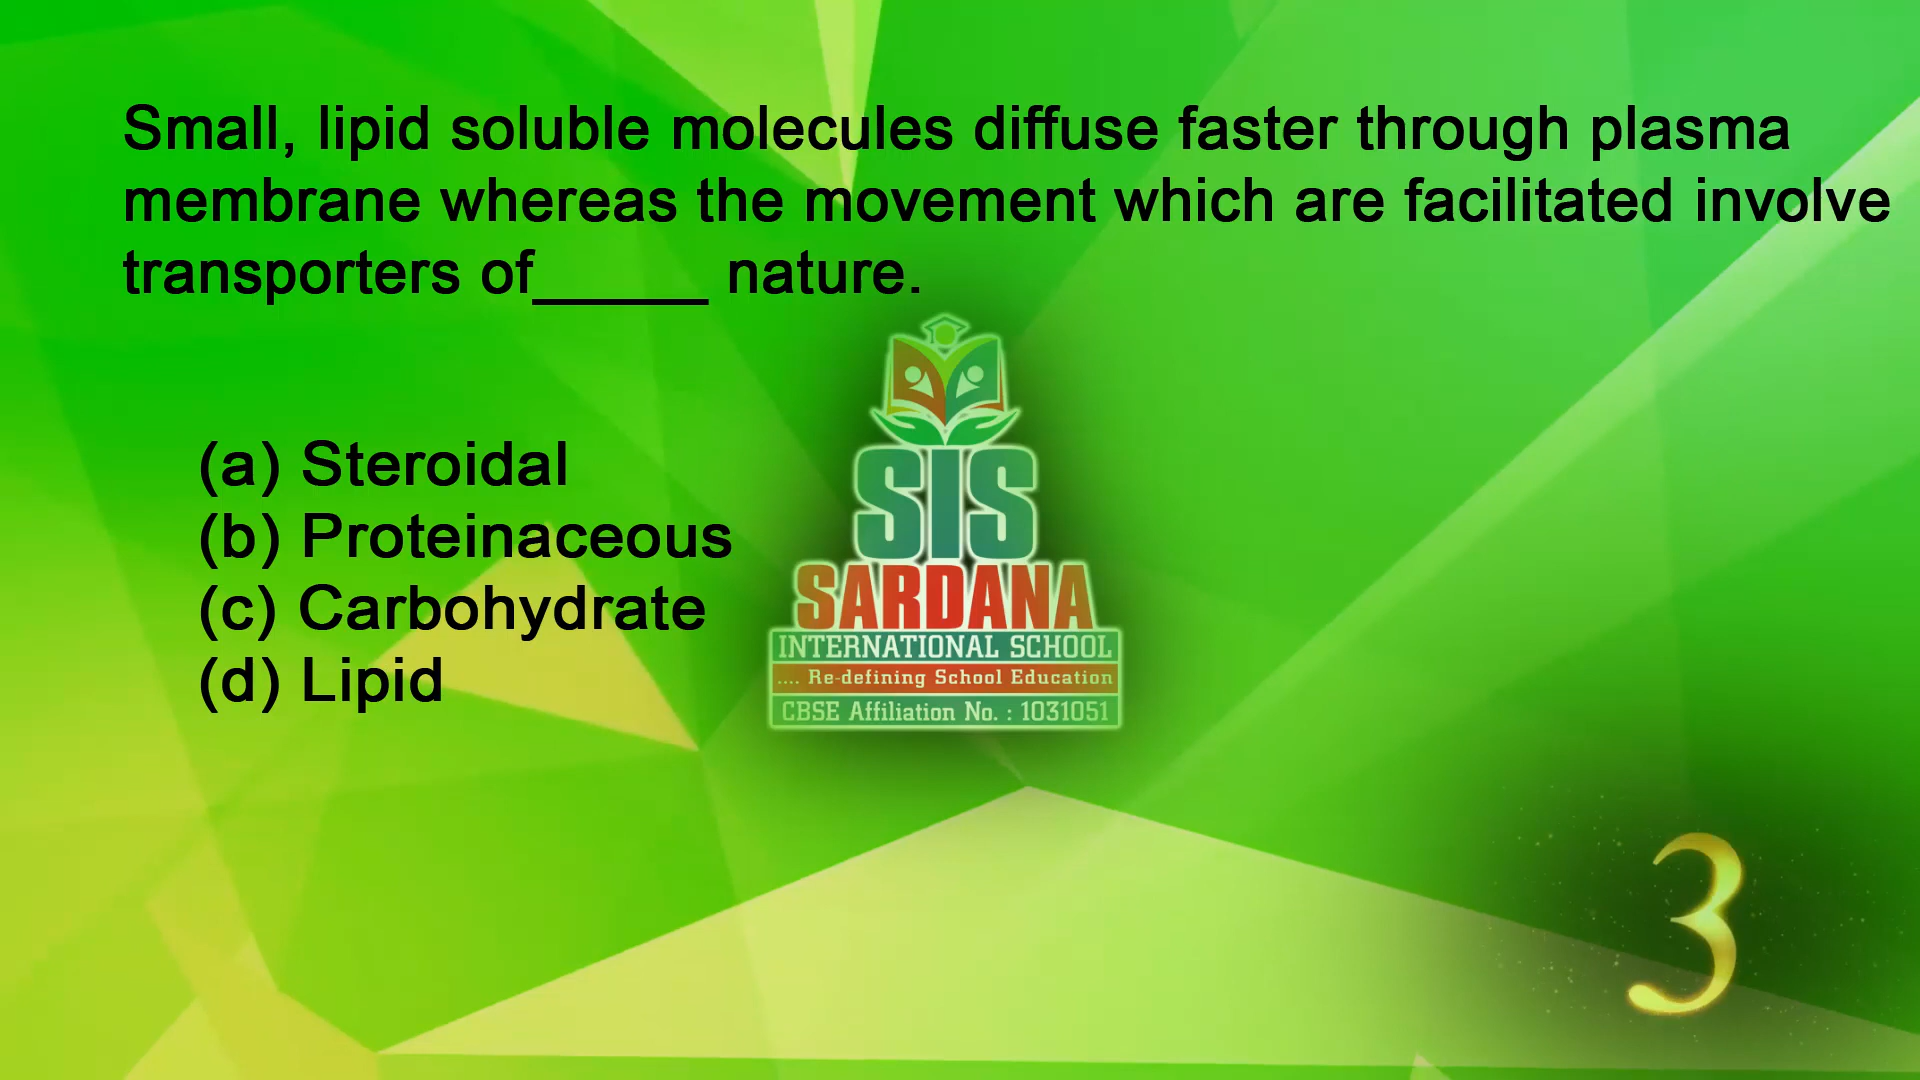 Small, lipid soluble molecules diffuse faster through plasma
membrane whereas the movement which are facilitated involve
transporters of_____ nature.
(a) Steroidal
(b) Proteinaceous
(c) Carbohydrate
(d) Lipid
SIS
SARDANA
INTERNATIONAL SCHOOL
.... Re-defining School Education
CBSE Affiliation No. : 1031051
3